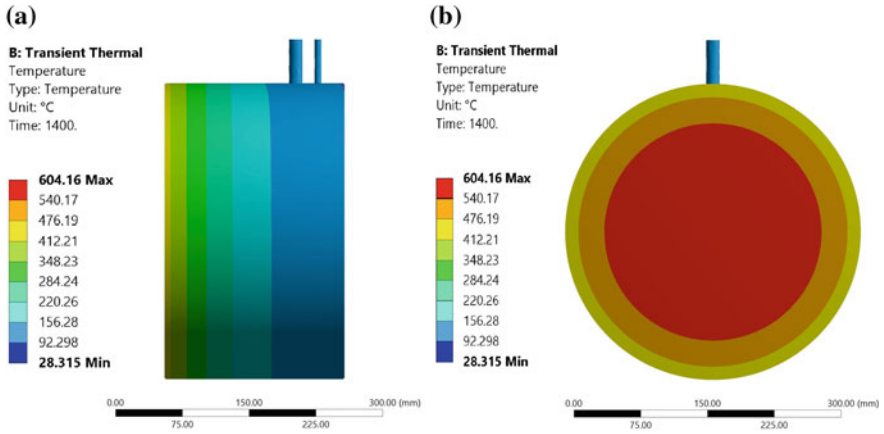 (a)
B: Transient Thermal
Temperature
Type: Temperature
Unit: °C
Time: 1400.
604.16 Max
540.17
476.19
412.21
348.23
284.24
220.26
156.28
92.298
28.315 Min
0.00 150.00 300.00 (mm)
75.00 225.00
(b)
B: Transient Thermal
Temperature
Type: Temperature
Unit: °C
Time: 1400.
604.16 Max
540.17
476.19
412.21
348.23
284.24
220.26
156.28
92.298
28.315 Min
0.00 150.00 300.00 (mm)
75.00 225.00